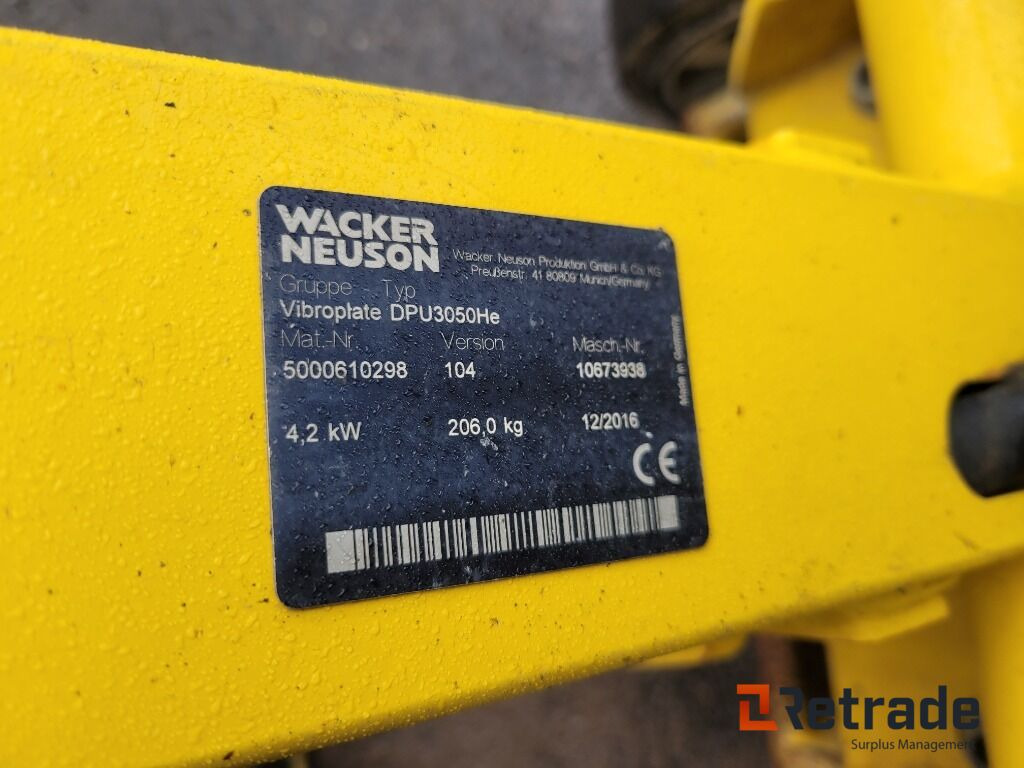 WACKER
NEUSON
Wacker Neuson Produktion GmbH & Co. KG
Preußenstr. 41 80809 Munich/Germany
Gruppe - Typ
Vibroplate DPU3050He
Mat.-Nr. Version Masch.-Nr.
5000610298 104 10673938
4,2 kW 206,0 kg 12/2016
Made in Germany
CE
Retrade
Surplus Management